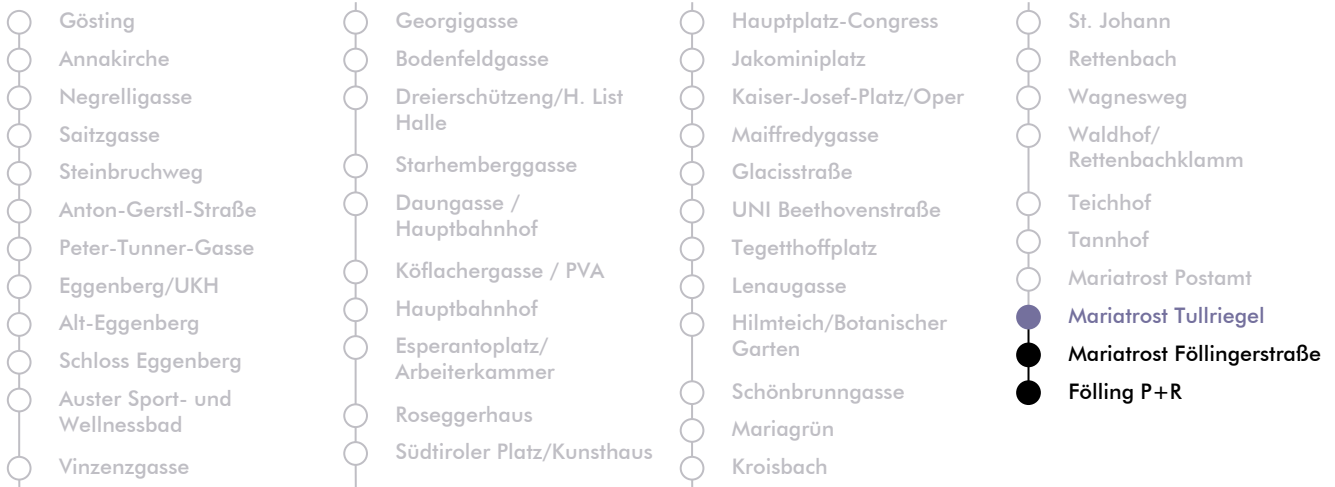 Gösting
Annakirche
Negrelligasse
Saitzgasse
Steinbruchweg
Anton-Gerstl-Straße
Peter-Tunner-Gasse
Eggenberg/UKH
Alt-Eggenberg
Schloss Eggenberg
Auster Sport- und
Wellnessbad
Vinzenzgasse
Georgigasse
Bodenfeldgasse
Dreierschützeng/H. List
Halle
Starhemberggasse
Daungasse /
Hauptbahnhof
Köflachergasse / PVA
Hauptbahnhof
Esperantoplatz/
Arbeiterkammer
Roseggerhaus
Südtiroler Platz/Kunsthaus
Hauptplatz-Congress
Jakominiplatz
Kaiser-Josef-Platz/Oper
Maiffredygasse
Glacisstraße
UNI Beethovenstraße
Tegetthoffplatz
Lenaugasse
Hilmteich/Botanischer
Garten
Schönbrunngasse
Mariagrün
Kroisbach
St. Johann
Rettenbach
Wagnesweg
Waldhof/
Rettenbachklamm
Teichhof
Tannhof
Mariatrost Postamt
Mariatrost Tullriegel
Mariatrost Föllingerstraße
Fölling P+R